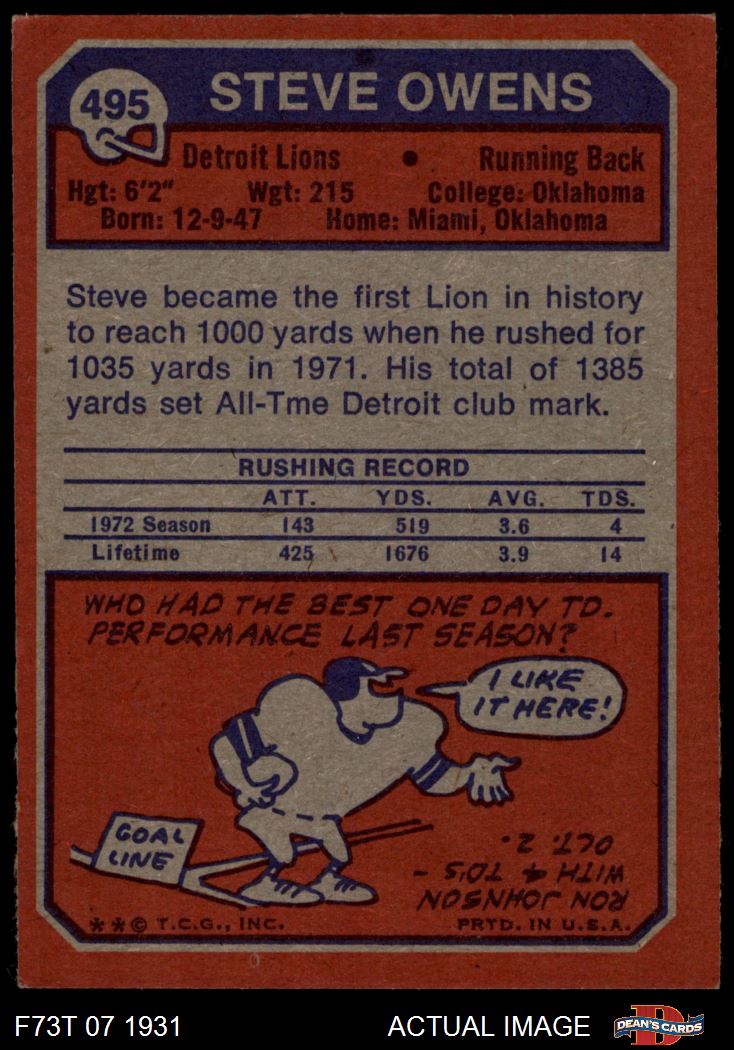 495
STEVE OWENS
Detroit Lions • Running Back
Hgt: 6'2" Wgt: 215 College: Oklahoma
Born: 12-9-47 Home: Miami, Oklahoma
Steve became the first Lion in history
to reach 1000 yards when he rushed for
1035 yards in 1971. His total of 1385
yards set All-Tme Detroit club mark.
RUSHING RECORD
ATT. YDS. AVG. TDS.
1972 Season 143 519 3.6 4
Lifetime 425 1676 3.9 14
WHO HAD THE BEST ONE DAY TD.
PERFORMANCE LAST SEASON?
I LIKE
IT HERE!
GOAL
LINE
RON JOHNSON
WITH 4 TDS -
OCT. 2.
**© T.C.G., INC. PRTD. IN U.S.A.
F73T 07 1931 ACTUAL IMAGE
D
DEAN'S CARDS